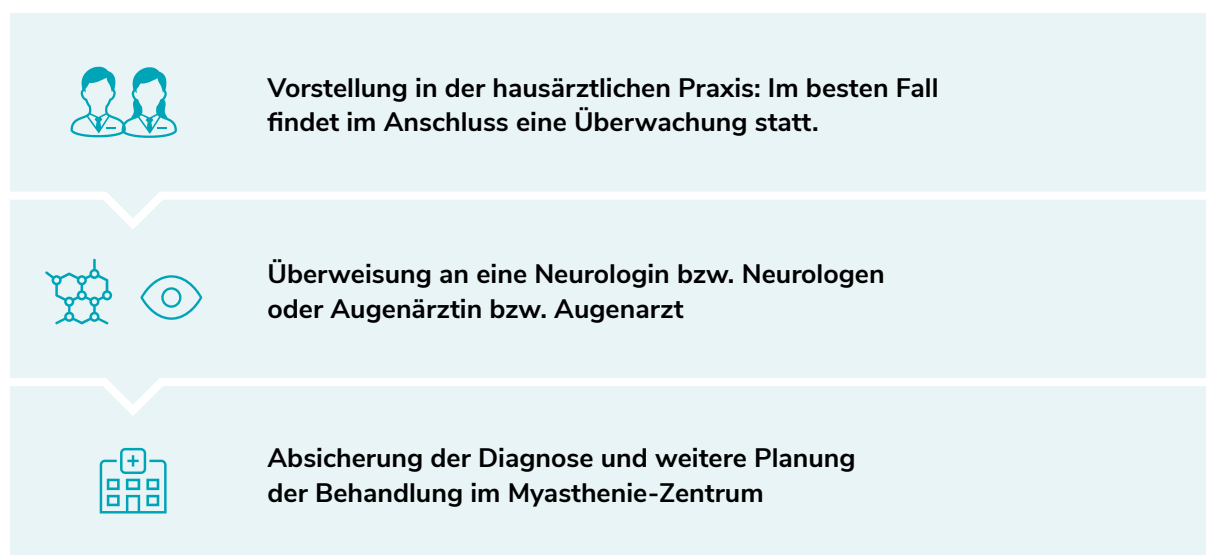 Vorstellung in der hausärztlichen Praxis: Im besten Fall
findet im Anschluss eine Überwachung statt.
Überweisung an eine Neurologin bzw. Neurologen
oder Augenärztin bzw. Augenarzt
Absicherung der Diagnose und weitere Planung
der Behandlung im Myasthenie-Zentrum